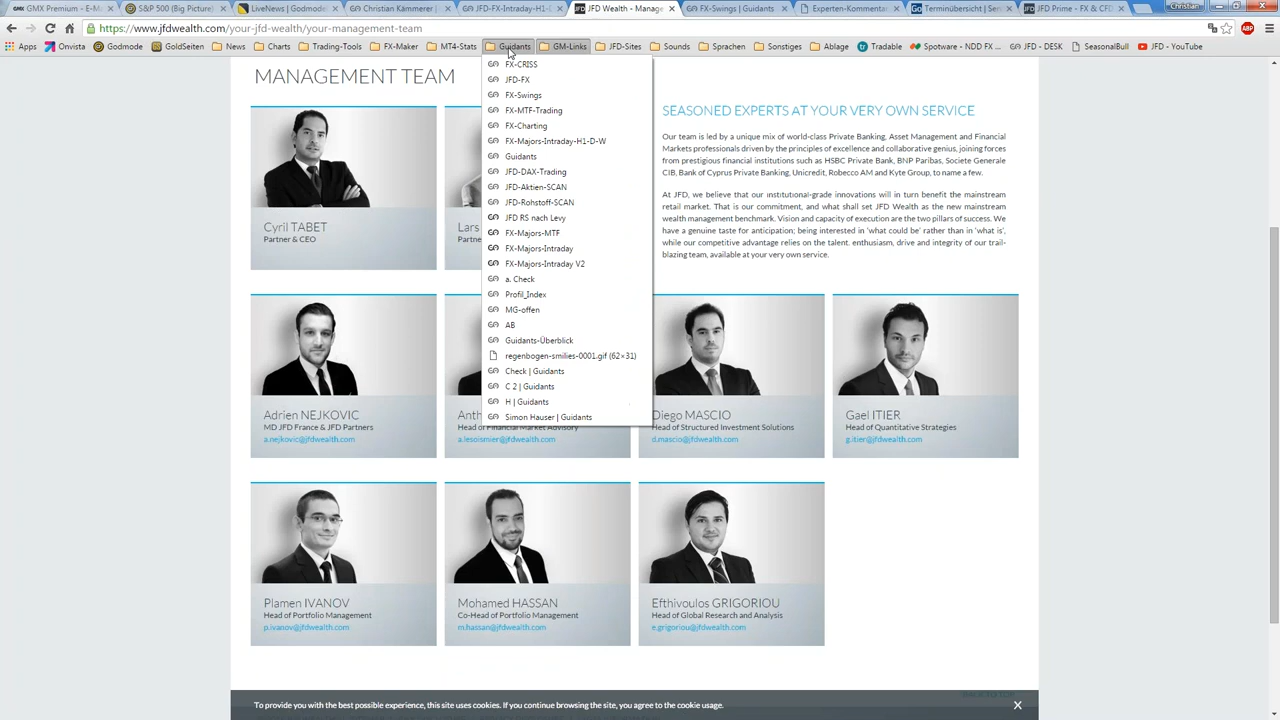 GMX Premium - E-M
S&P 500 (Big Picture)
LiveNews | Godmod
Christian Kämmerer |
JFD-FX-Intraday-H1-
JFD Wealth - Manage
FX-Swings | Guidants
Experten-Kommenta
Terminübersicht | Sen
JFD Prime - FX & CFD
Christian
https://www.jfdwealth.com/your-jfd-wealth/your-management-team
Apps
Onvista
Godmode
GoldSeiten
News
Charts
Trading-Tools
FX-Maker
MT4-Stats
Guidants
GM-Links
JFD-Sites
Sounds
Sprachen
Sonstiges
Ablage
Tradable
Spotware - NDD FX ...
JFD - DESK
SeasonalBull
JFD - YouTube
MANAGEMENT TEAM
FX-CRISS
JFD-FX
FX-Swings
FX-MTF-Trading
FX-Charting
FX-Majors-Intraday-H1-D-W
Guidants
JFD-DAX-Trading
JFD-Aktien-SCAN
JFD-Rohstoff-SCAN
JFD RS nach Levy
FX-Majors-MTF
FX-Majors-Intraday
FX-Majors-Intraday V2
a. Check
Profil_Index
MG-offen
AB
Guidants-Überblick
regenbogen-smilies-0001.gif (62×31)
Check | Guidants
C 2 | Guidants
H | Guidants
Simon Hauser | Guidants
SEASONED EXPERTS AT YOUR VERY OWN SERVICE
Our team is led by a unique mix of world-class Private Banking, Asset Management and Financial
Markets professionals driven by the principles of excellence and collaborative genius, joining forces
from prestigious financial institutions such as HSBC Private Bank, BNP Paribas, Societe Generale
CIB, Bank of Cyprus Private Banking, Unicredit, Robecco AM and Kyte Group, to name a few.
At JFD, we believe that our institutional-grade innovations will in turn benefit the mainstream
retail market. That is our commitment, and what shall set JFD Wealth as the new mainstream
wealth management benchmark. Vision and capacity of execution are the two pillars of success. We
have a genuine taste for anticipation; being interested in 'what could be' rather than in 'what is',
while our competitive advantage relies on the talent, enthusiasm, drive and integrity of our trail-
blazing team, available at your very own service.
Cyril TABET
Partner & CEO
Lars
Partn
Adrien NEJKOVIC
MD JFD France & JFD Partners
a.nejkovic@jfdwealth.com
Anth
Head of Financial Market Advisory
a.lesoismier@jfdwealth.com
Diego MASCIO
Head of Structured Investment Solutions
d.mascio@jfdwealth.com
Gael ITIER
Head of Quantitative Strategies
g.itier@jfdwealth.com
Plamen IVANOV
Head of Portfolio Management
p.ivanov@jfdwealth.com
Mohamed HASSAN
Co-Head of Portfolio Management
m.hassan@jfdwealth.com
Efthivoulos GRIGORIOU
Head of Global Research and Analysis
e.grigoriou@jfdwealth.com
BACK TO TOP
To provide you with the best possible experience, this site uses cookies. If you continue browsing the site, you agree to the cookie usage.